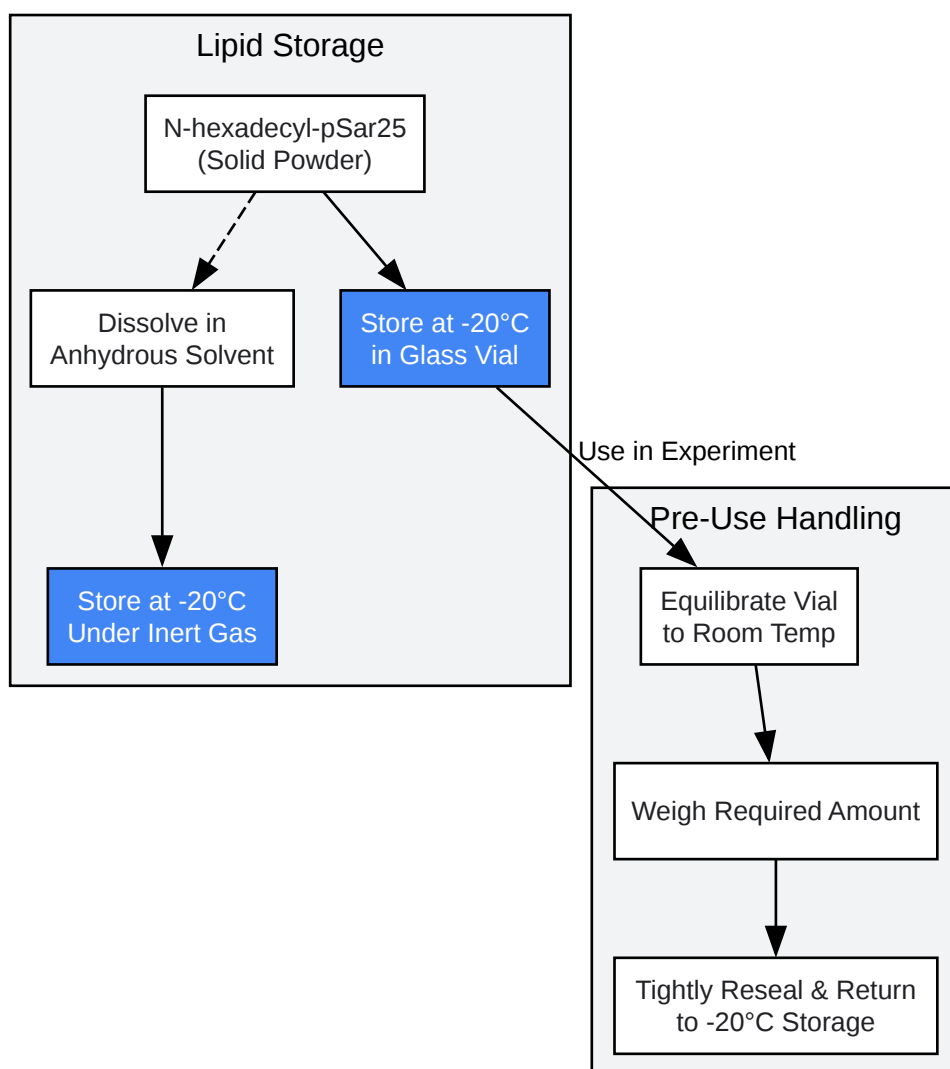 Lipid Storage
N-hexadecyl-pSar25
(Solid Powder)
Dissolve in
Anhydrous Solvent
Store at -20°C
in Glass Vial
Store at -20°C
Under Inert Gas
Use in Experiment
Pre-Use Handling
Equilibrate Vial
to Room Temp
Weigh Required Amount
Tightly Reseal & Return
to -20°C Storage